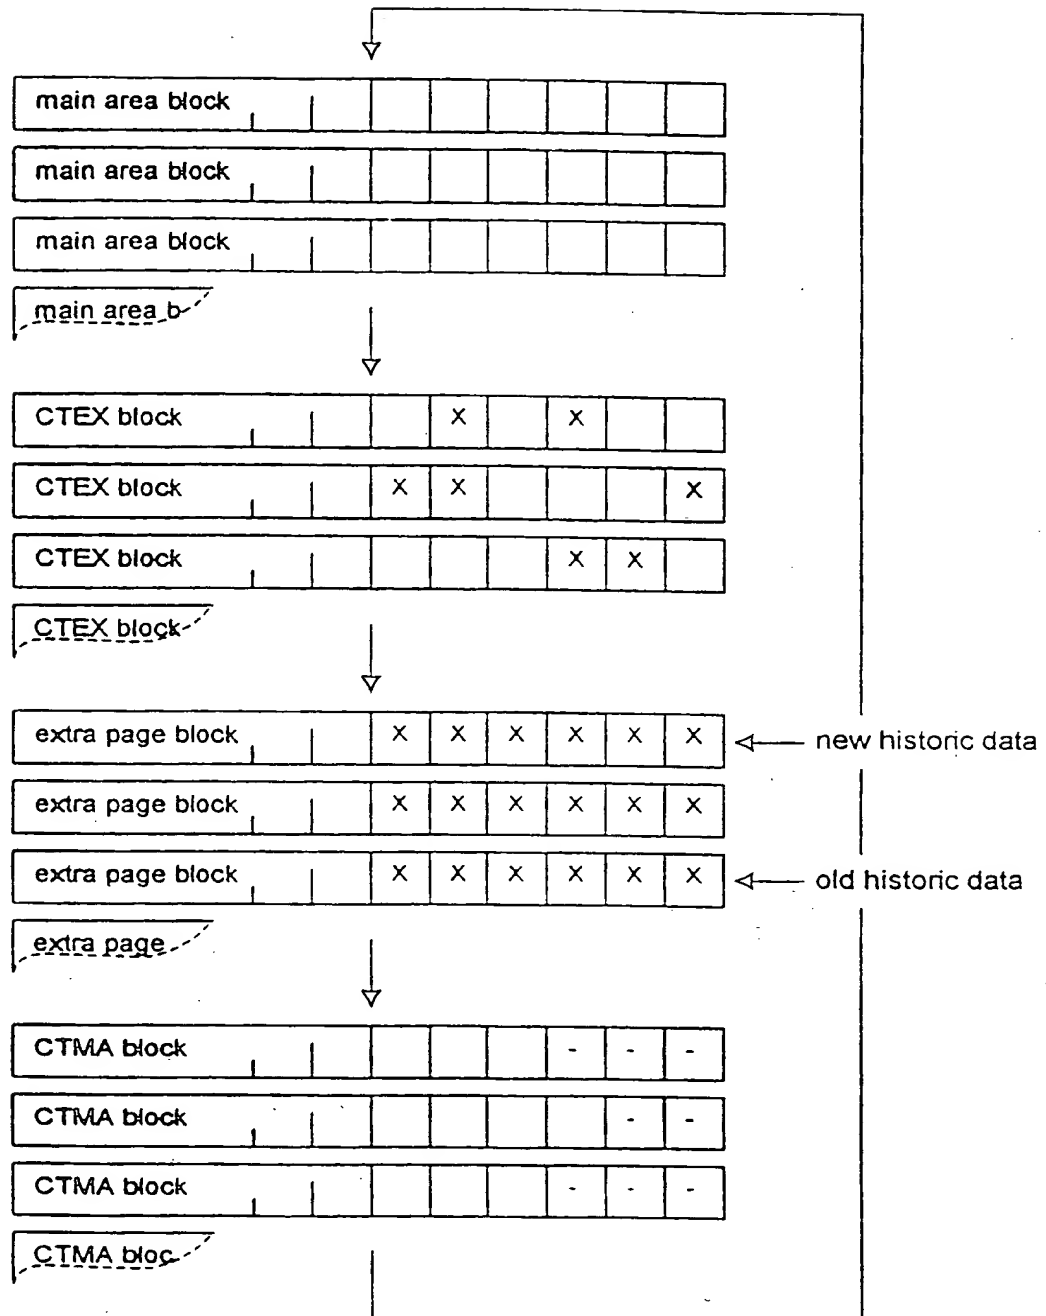 main area block
main area block
main area block
main area b
CTEX block X X
CTEX block X X X
CTEX block X X
CTEX block
extra page block X X X X X X new historic data
extra page block X X X X X X
extra page block X X X X X X old historic data
extra page
CTMA block - - -
CTMA block - -
CTMA block - - -
CTMA bloc